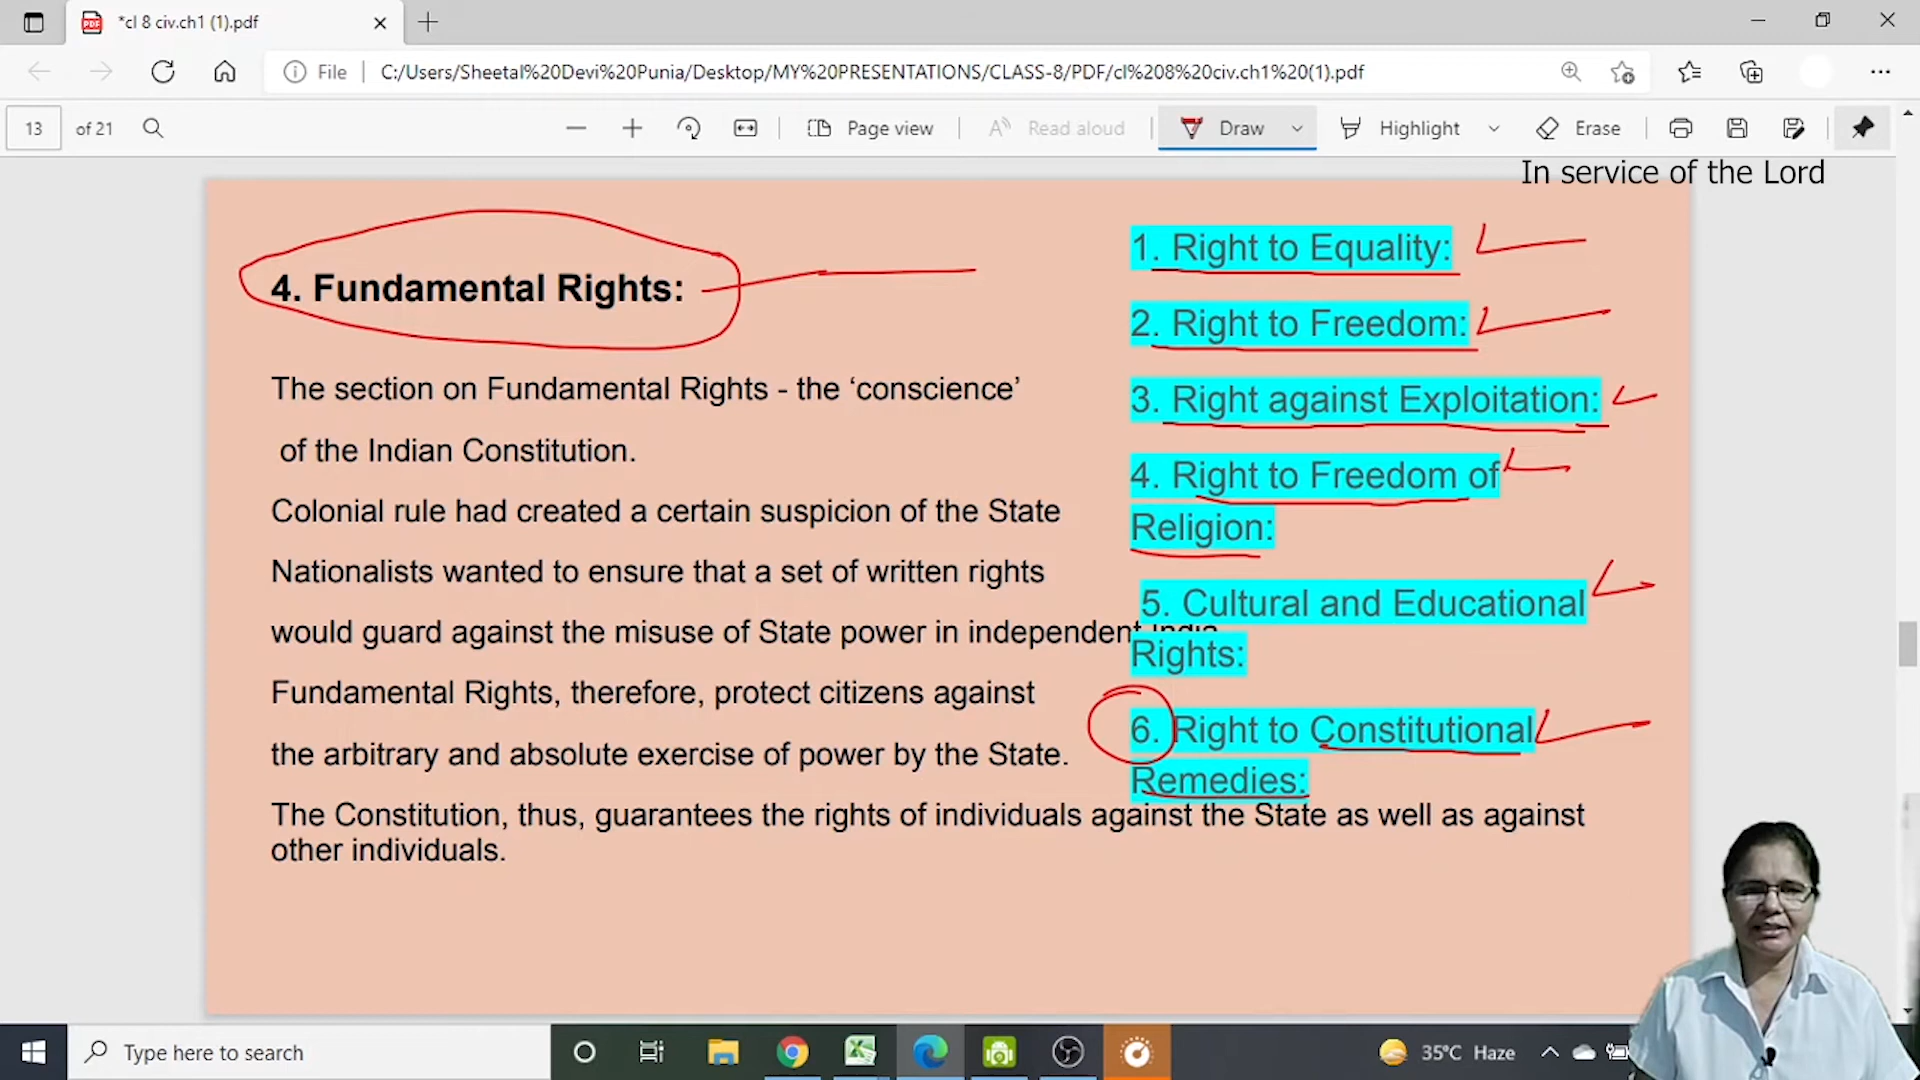 *cl 8 civ.ch1 (1).pdf
File
C:/Users/Sheetal%20Devi%20Punia/Desktop/MY%20PRESENTATIONS/CLASS-8/PDF/cl%208%20civ.ch1%20(1).pdf
13 of 21
Page view
Read aloud
Draw
Highlight
Erase
In service of the Lord
4. Fundamental Rights:
The section on Fundamental Rights - the ‘conscience’
of the Indian Constitution.
Colonial rule had created a certain suspicion of the State
Nationalists wanted to ensure that a set of written rights
would guard against the misuse of State power in independent India
Fundamental Rights, therefore, protect citizens against
the arbitrary and absolute exercise of power by the State.
The Constitution, thus, guarantees the rights of individuals against the State as well as against
other individuals.
1. Right to Equality:
2. Right to Freedom:
3. Right against Exploitation:
4. Right to Freedom of
Religion:
5. Cultural and Educational
Rights:
6. Right to Constitutional
Remedies:
Type here to search
35°C Haze